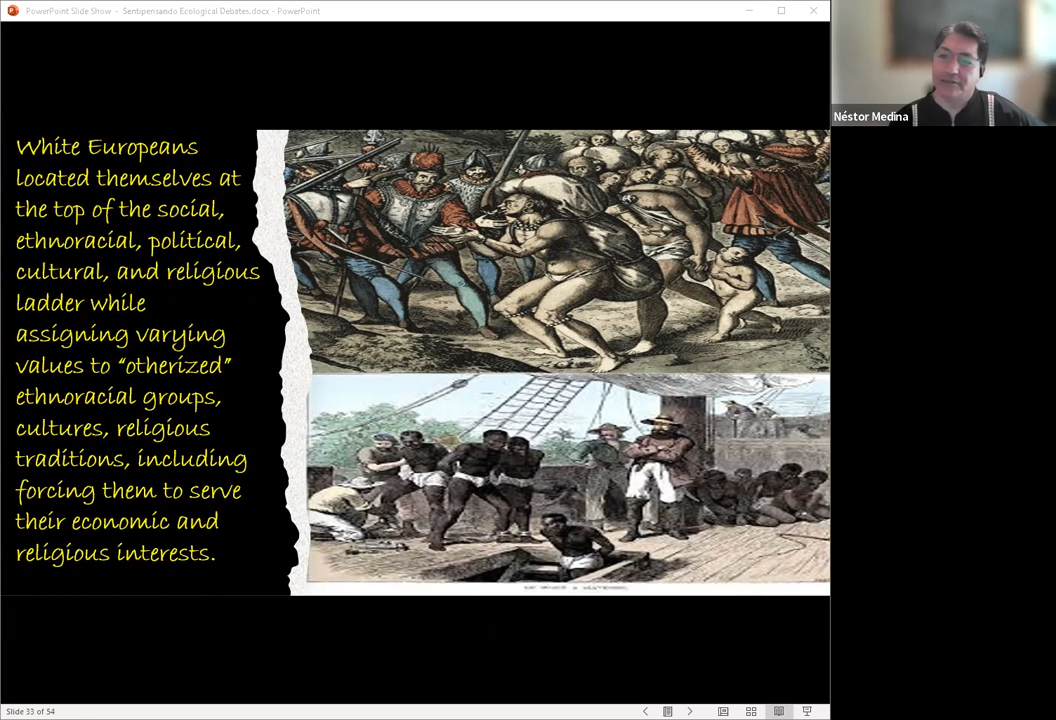 PowerPoint Slide Show - Sentipensando Ecological Debates.docx - PowerPoint
Néstor Medina
White Europeans
located themselves at
the top of the social,
ethnoracial, political,
cultural, and religious
ladder while
assigning varying
values to “otherized”
ethnoracial groups,
cultures, religious
traditions, including
forcing them to serve
their economic and
religious interests.
Slide 33 of 54